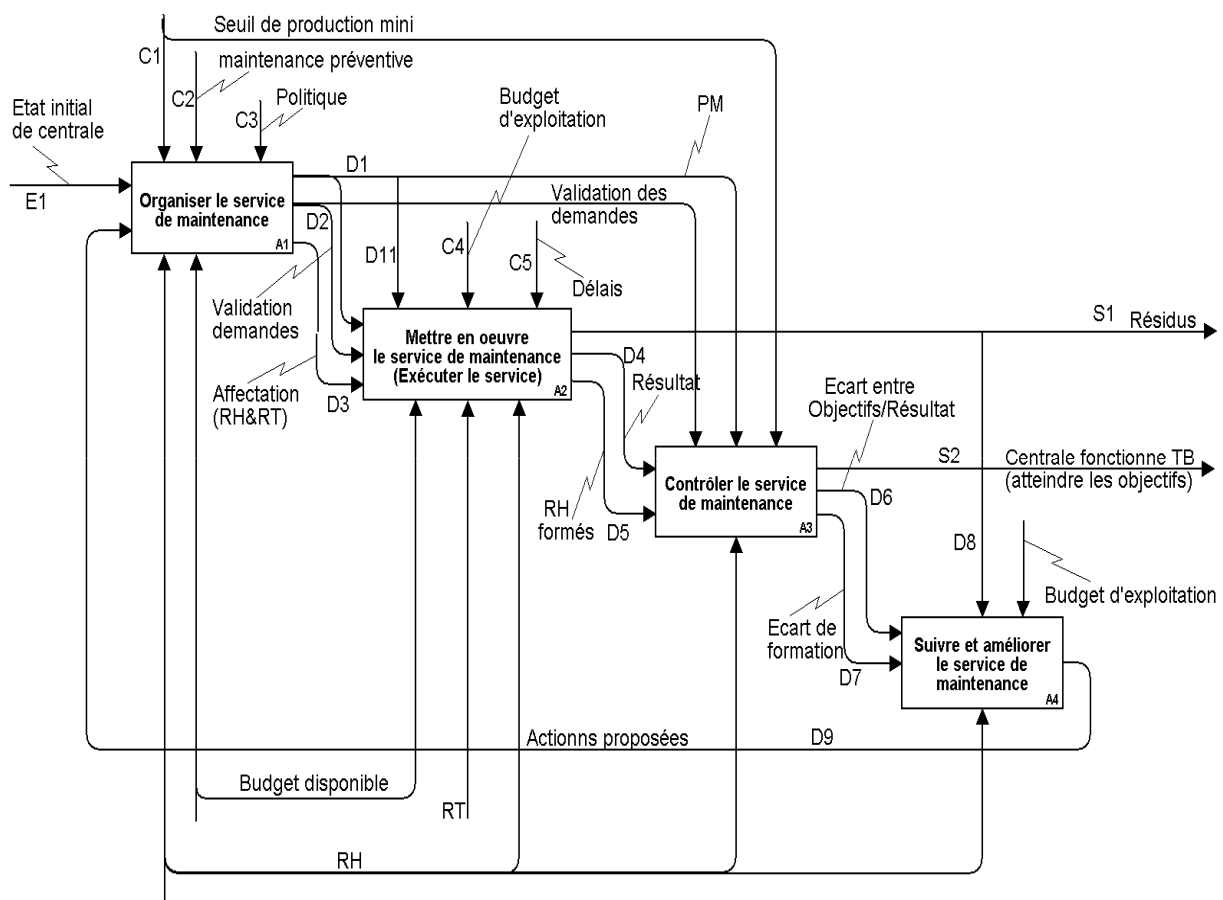 Seuil de production mini
C1
maintenance préventive
C2
Politique
C3
Etat initial
de centrale
E1
Budget
d'exploitation
PM
D1
Organiser le service
de maintenance
A1
D2
Validation des
demandes
D11
C4
C5
Délais
Validation
demandes
Mettre en oeuvre
le service de maintenance
(Exécuter le service)
A2
S1
Résidus
Affectation
(RH&RT)
D3
D4
Résultat
Ecart entre
Objectifs/Résultat
S2
Centrale fonctionne TB
(atteindre les objectifs)
Contrôler le service
de maintenance
A3
RH
formés
D5
D6
D8
Budget d'exploitation
Ecart de
formation
D7
Suivre et améliorer
le service de
maintenance
A4
Actionns proposées
D9
Budget disponible
RT
RH